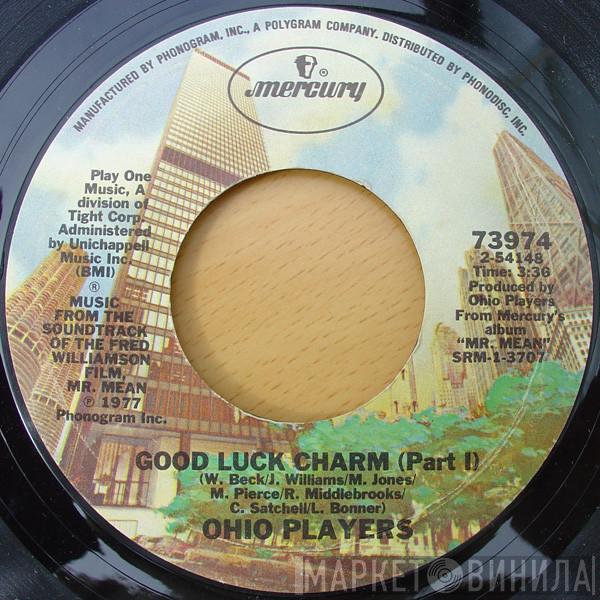 MANUFACTURED BY PHONOGRAM, INC., A POLYGRAM COMPANY. DISTRIBUTED BY PHONODISC, INC.
®
mercury
Play One
Music, A
division of
Tight Corp.
Administered
by Unichappell
Music Inc.
(BMI)
®
MUSIC
FROM THE
SOUNDTRACK
OF THE FRED
WILLIAMSON
FILM,
MR. MEAN
℗ 1977
Phonogram Inc.
73974
2-54148
Time: 3:36
Produced by
Ohio Players
From Mercury's
album
"MR. MEAN"
SRM-1-3707
GOOD LUCK CHARM (Part I)
(W. Beck/J. Williams/M. Jones/
M. Pierce/R. Middlebrooks/
C. Satchell/L. Bonner)
OHIO PLAYERS
МАРКЕТ ВИНИЛА